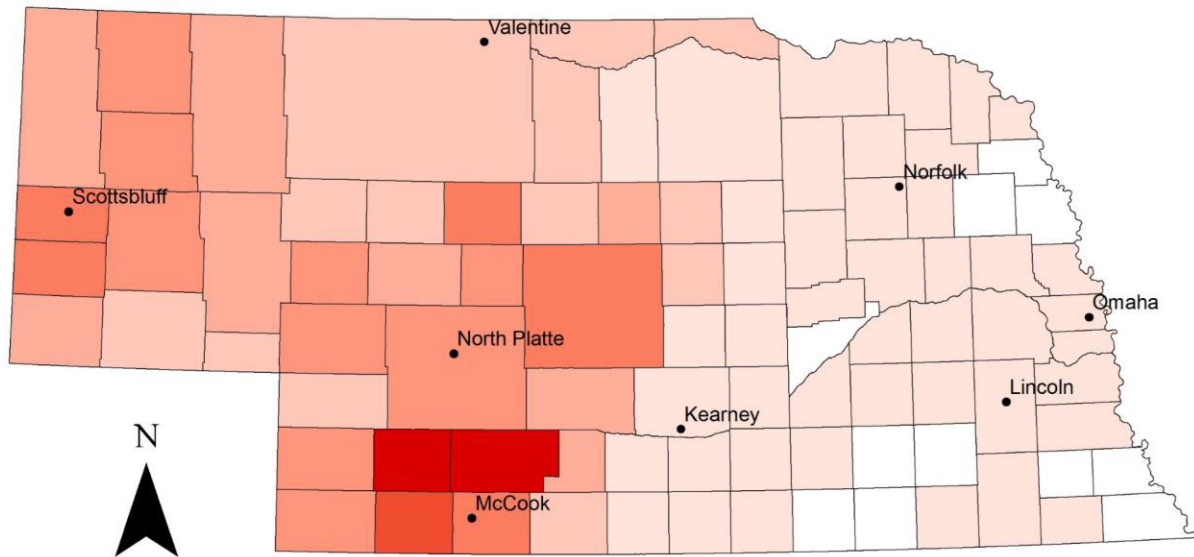 Valentine
Norfolk
Scottsbluff
Omaha
North Platte
Lincoln
Kearney
N
McCook